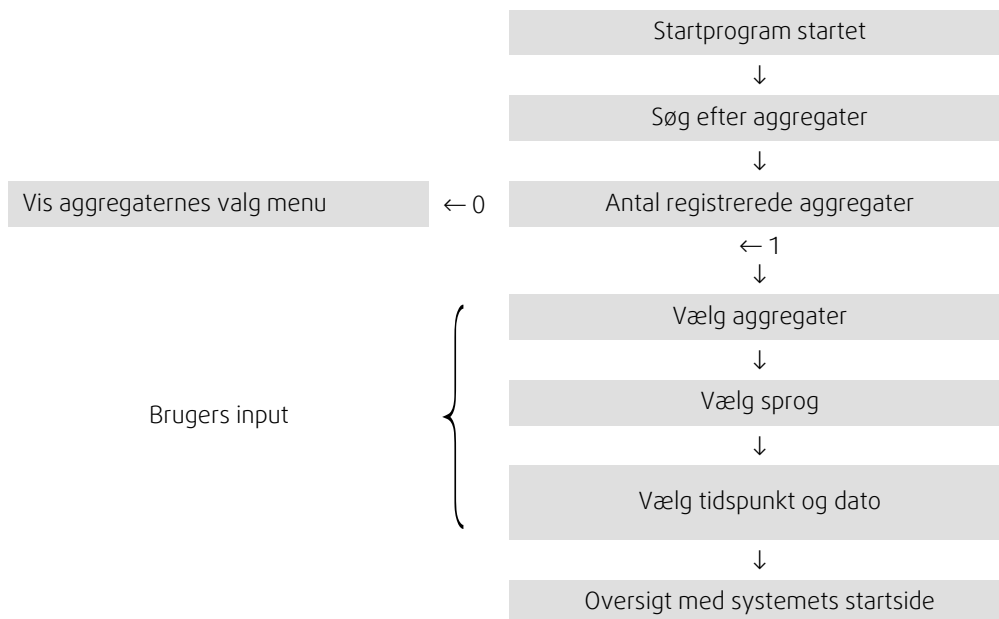 Startprogram startet
↓
Søg efter aggregater
↓
Vis aggregaternes valg menu ← 0 Antal registrerede aggregater
← 1
↓
Vælg aggregater
↓
Brugers input Vælg sprog
↓
Vælg tidspunkt og dato
↓
Oversigt med systemets startside